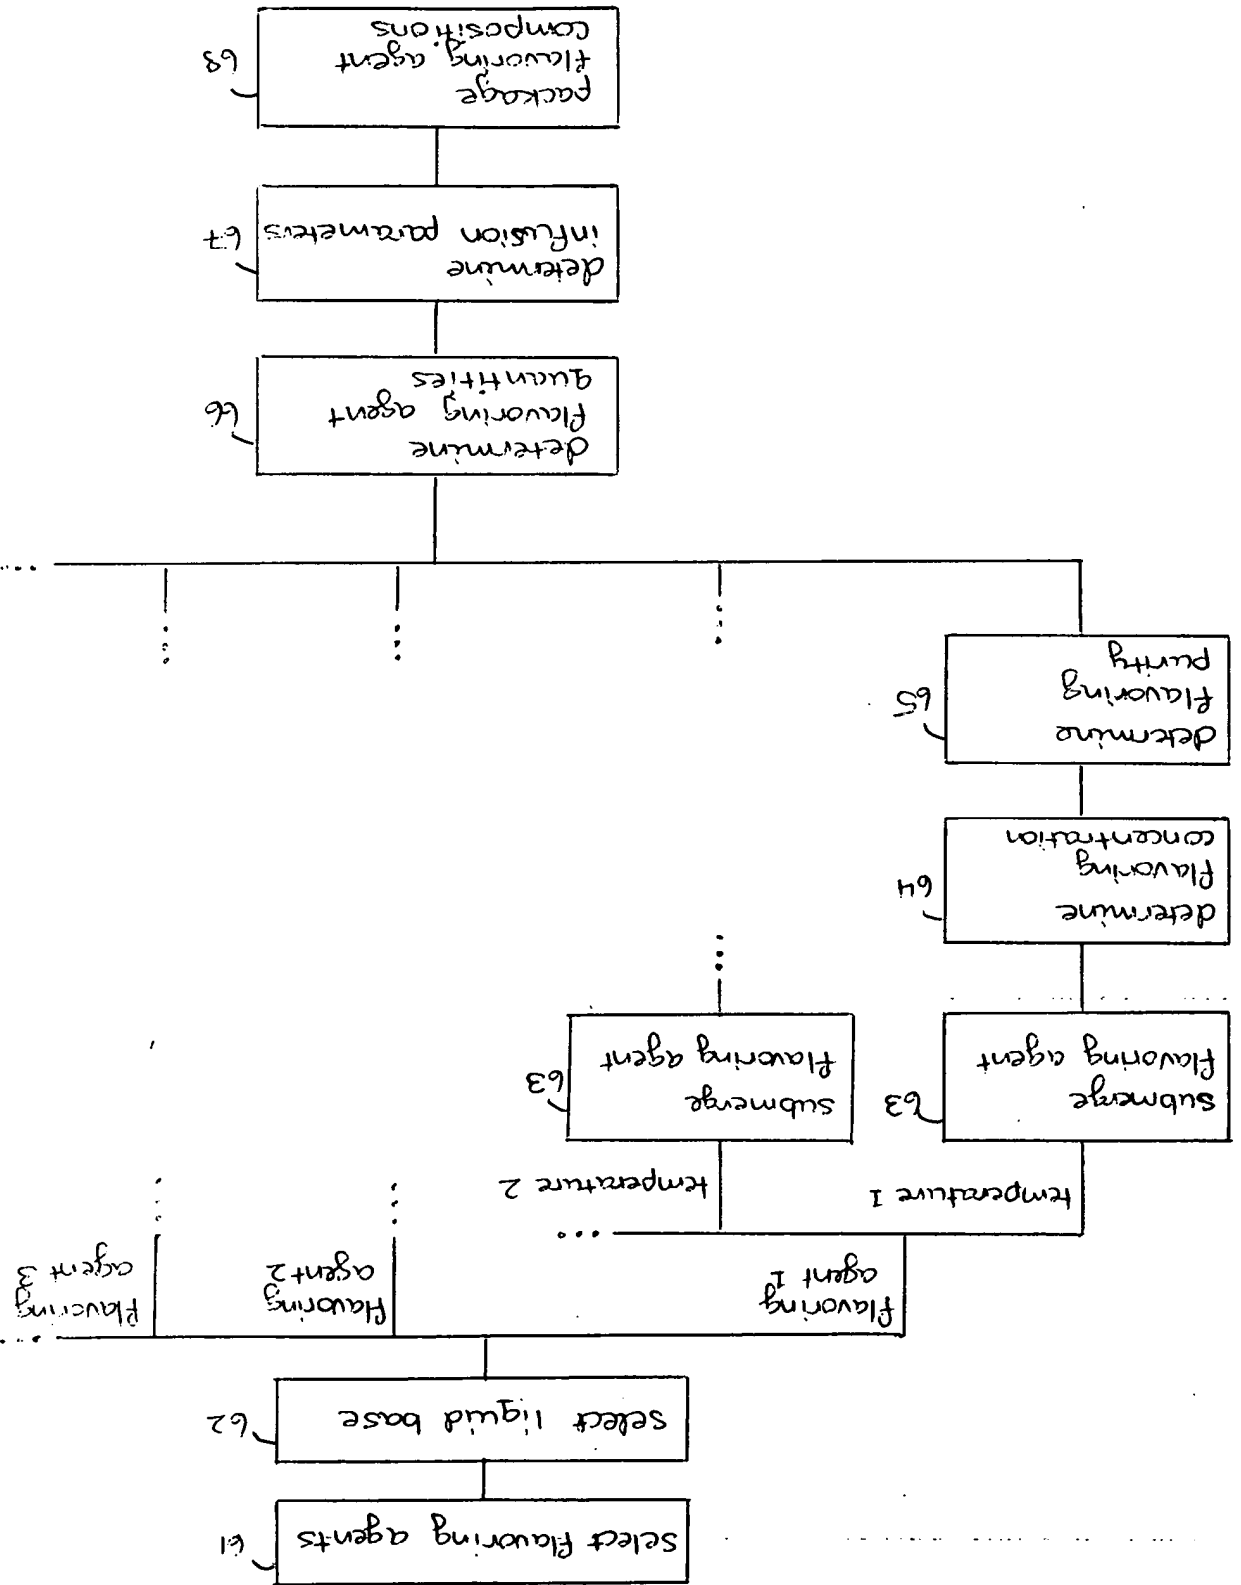 select flavoring agents
61
select liquid base
62
flavoring
agent 1
flavoring
agent 2
flavoring
agent 3
...
temperature 1
temperature 2
...
submerge
flavoring agent
63
submerge
flavoring agent
63
determine
flavoring
concentration
64
determine
flavoring
purity
65
...
determine
flavoring agent
quantities
66
determine
infusion parameters
67
package
flavoring agent
compositions
68